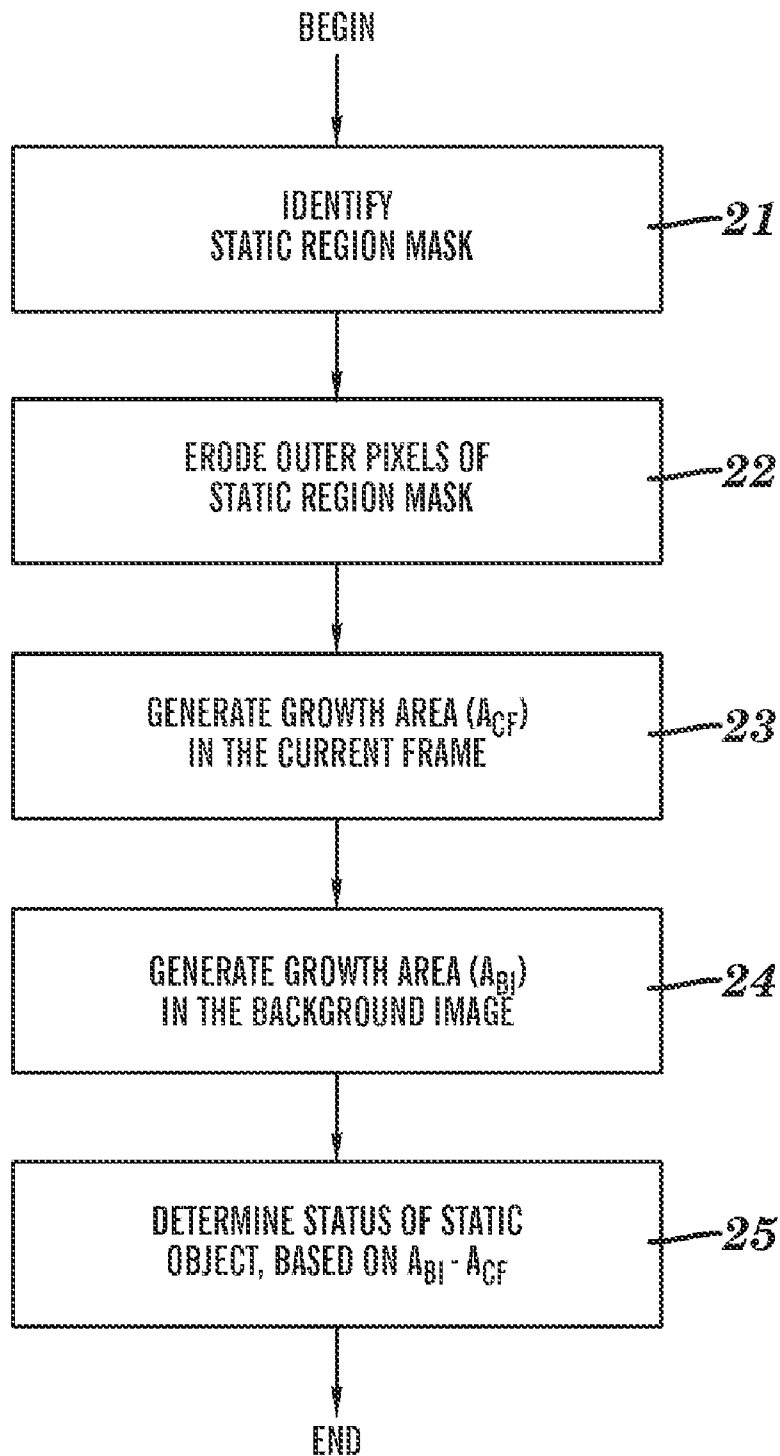 BEGIN
IDENTIFY
STATIC REGION MASK
21
ERODE OUTER PIXELS OF
STATIC REGION MASK
22
GENERATE GROWTH AREA (A_CF)
IN THE CURRENT FRAME
23
GENERATE GROWTH AREA (A_BI)
IN THE BACKGROUND IMAGE
24
DETERMINE STATUS OF STATIC
OBJECT, BASED ON A_BI - A_CF
25
END